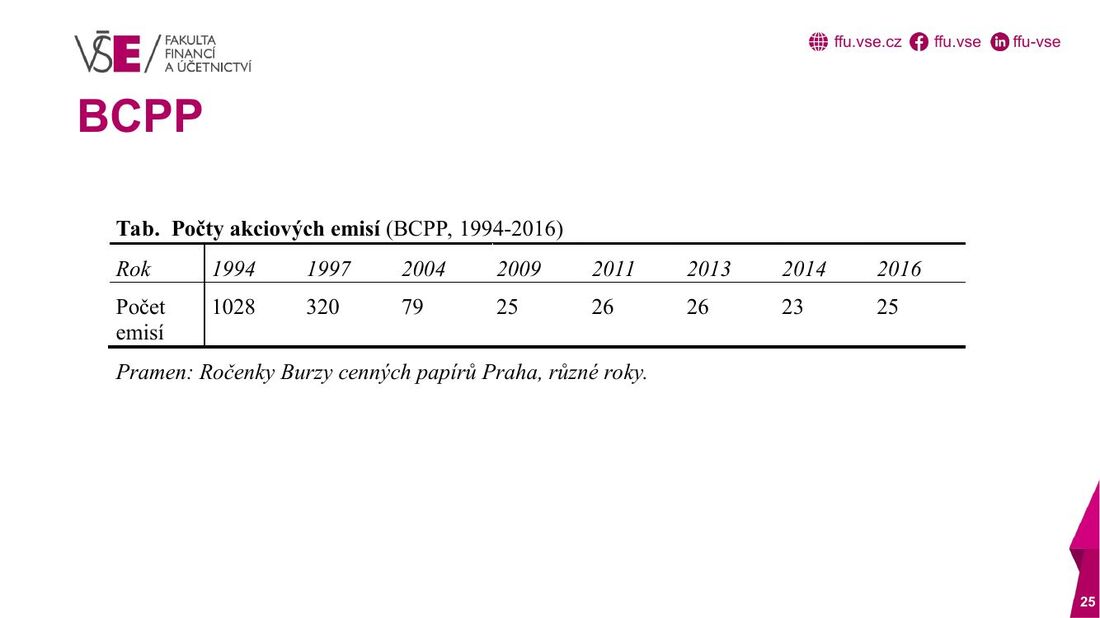 VŠE / FAKULTA
FINANCÍ
A ÚČETNICTVÍ
ffu.vse.cz ffu.vse ffu-vse
BCPP
Tab. Počty akciových emisí (BCPP, 1994-2016)
Rok 1994 1997 2004 2009 2011 2013 2014 2016
Počet 1028 320 79 25 26 26 23 25
emisí
Pramen: Ročenky Burzy cenných papírů Praha, různé roky.
25